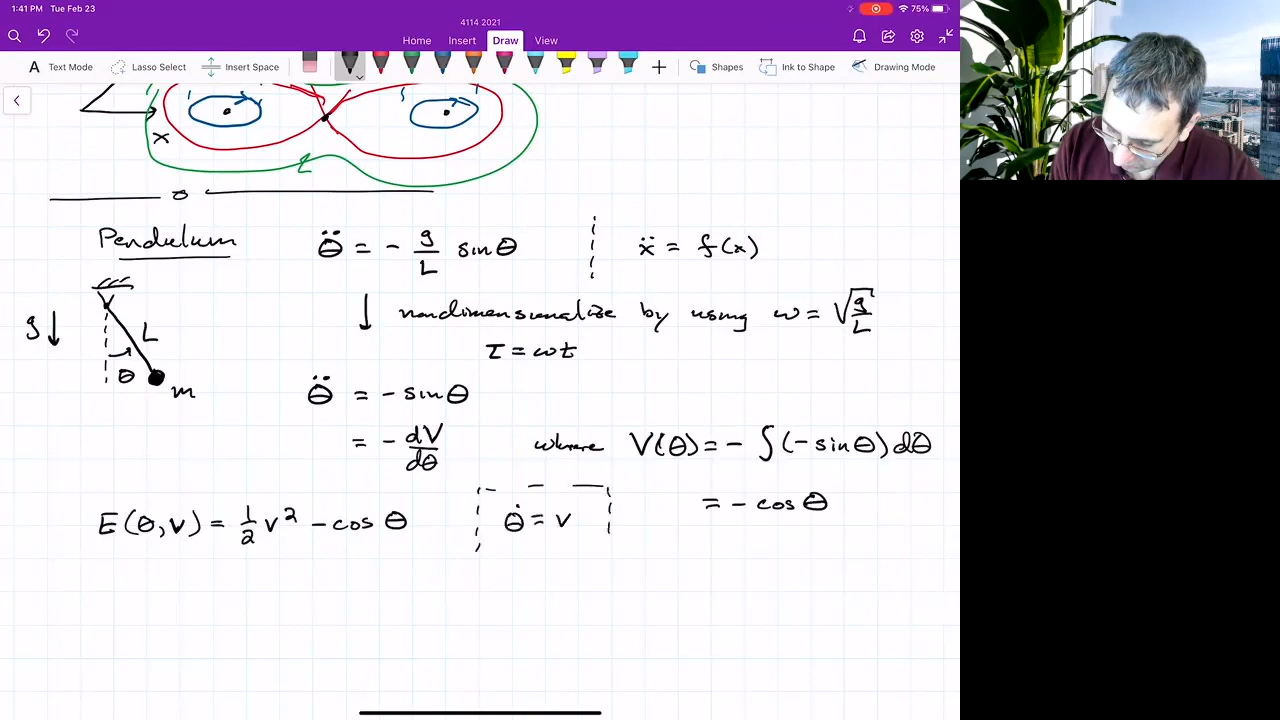 1:41 PM Tue Feb 23
75%
4114 2021
Home Insert Draw View
A Text Mode Lasso Select Insert Space Shapes Ink to Shape Drawing Mode
x
Pendulum
θ̈ = - g/L sin θ
ẍ = f(x)
g ↓
L
θ
m
↓ nondimensionalize by using ω = √(g/L)
τ = ωt
θ̈ = - sin θ
= - dV/dθ where V(θ) = - ∫(- sin θ) dθ
= - cos θ
E(θ, v) = 1/2 v² - cos θ
θ̇ = v